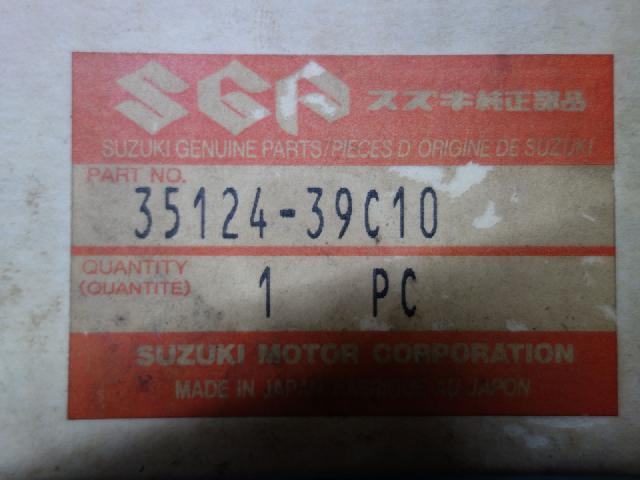 SGP スズキ純正部品
SUZUKI GENUINE PARTS/PIECES D'ORIGINE DE SUZUKI
PART NO.
35124-39C10
QUANTITY
(QUANTITE) 1 PC
SUZUKI MOTOR CORPORATION
MADE IN JAPAN/FABRIQUE AU JAPON